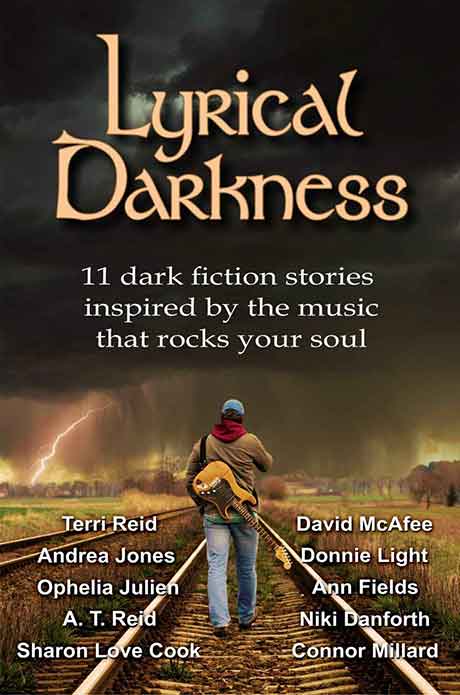 Lyrical
Darkness
11 dark fiction stories
inspired by the music
that rocks your soul
Terri Reid
Andrea Jones
Ophelia Julien
A. T. Reid
Sharon Love Cook
David McAfee
Donnie Light
Ann Fields
Niki Danforth
Connor Millard